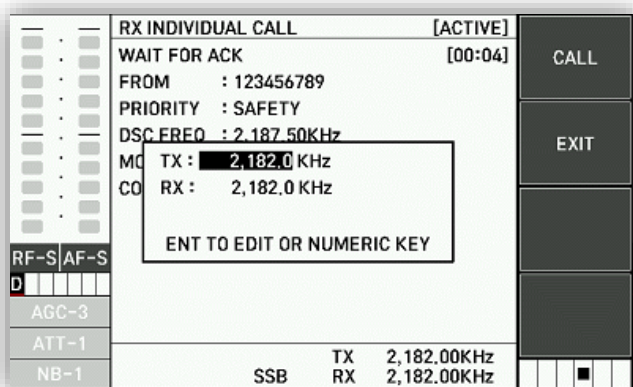 RX INDIVIDUAL CALL [ACTIVE]
WAIT FOR ACK [00:04]
FROM : 123456789
PRIORITY : SAFETY
DSC FREQ : 2,187.50KHz
MO
CO
TX : 2,182.0 KHz
RX : 2,182.0 KHz
ENT TO EDIT OR NUMERIC KEY
CALL
EXIT
RF-S AF-S
D
AGC-3
ATT-1
NB-1
TX 2,182.00KHz
SSB RX 2,182.00KHz